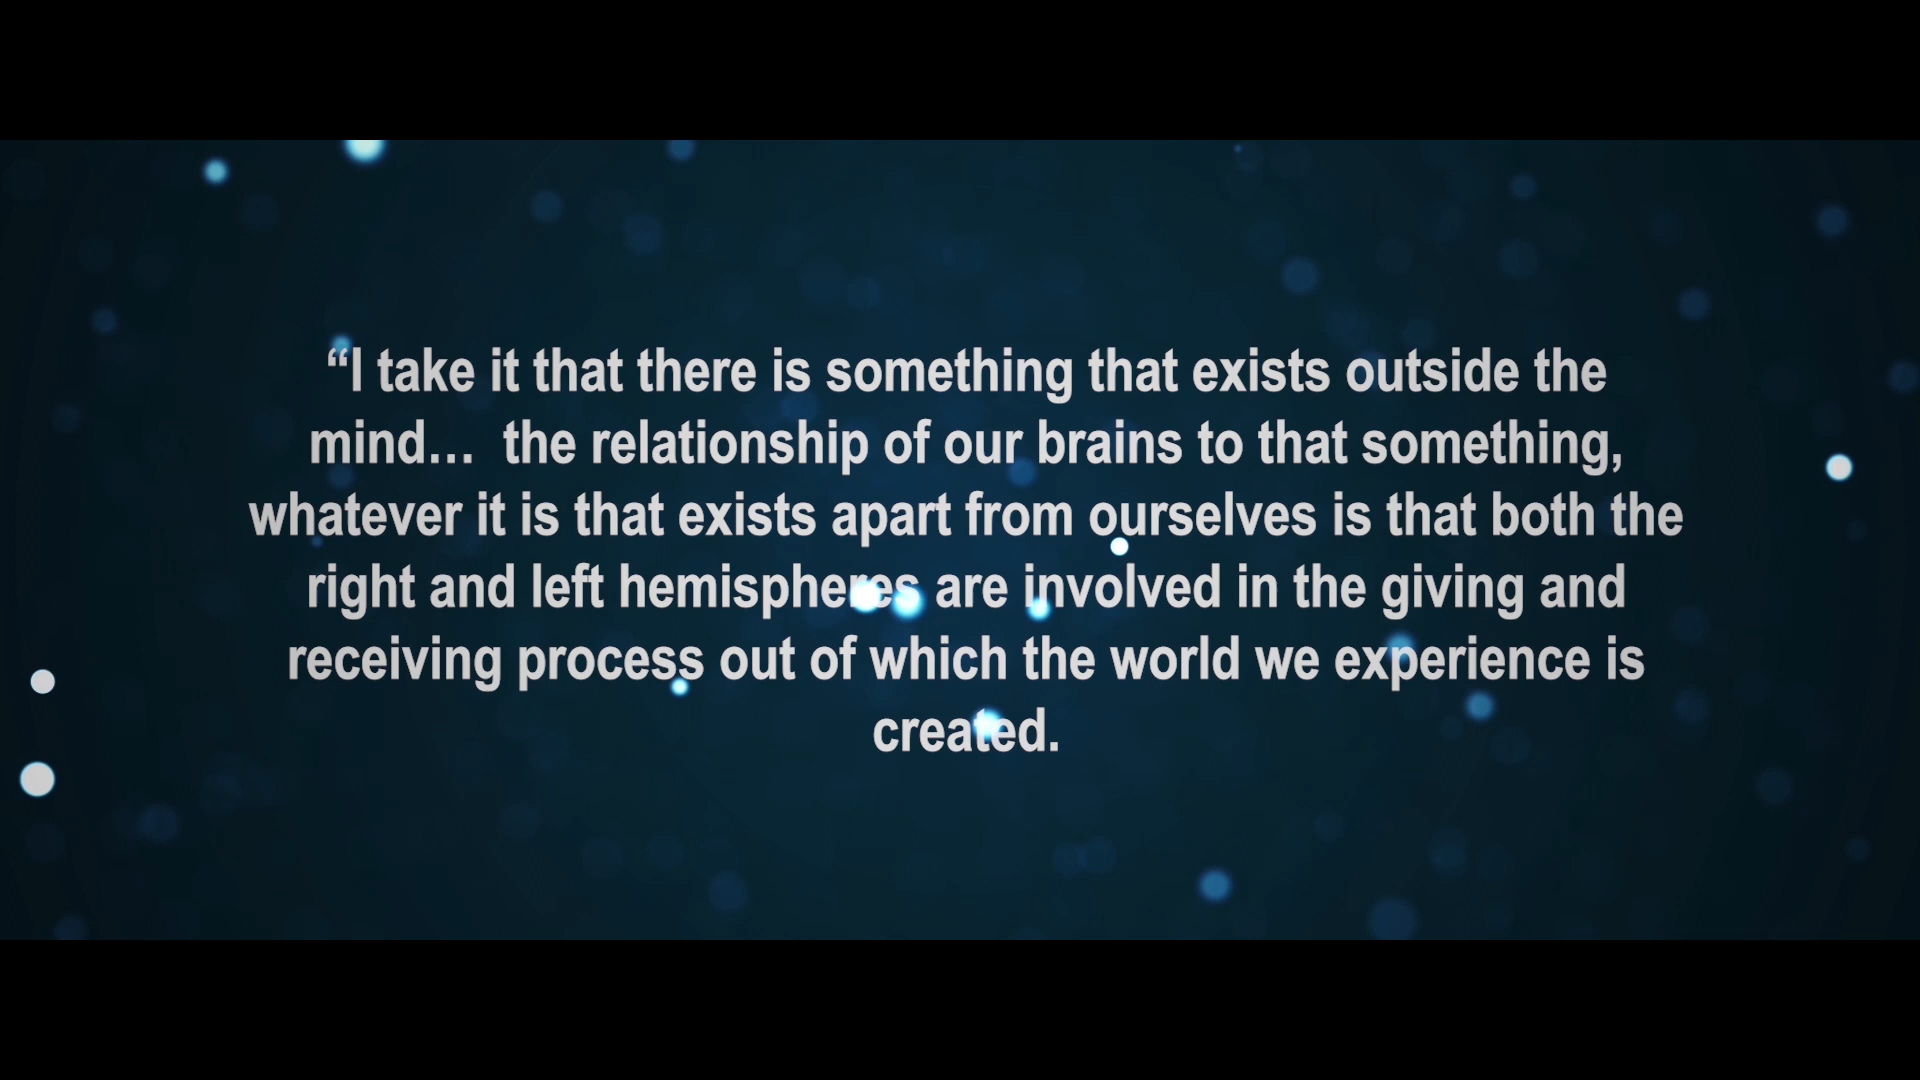 “I take it that there is something that exists outside the
mind…  the relationship of our brains to that something,
whatever it is that exists apart from ourselves is that both the
right and left hemispheres are involved in the giving and
receiving process out of which the world we experience is
created.